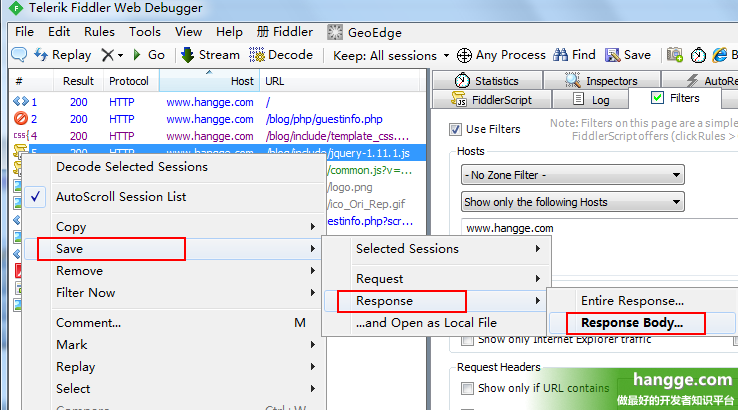 Telerik Fiddler Web Debugger
File Edit Rules Tools View Help 册 Fiddler GeoEdge
Replay Go Stream Decode Keep: All sessions Any Process Find Save B
# Result Protocol Host URL
1 200 HTTP www.hangge.com /
2 200 HTTP www.hangge.com /blog/php/guestinfo.php
4 200 HTTP www.hangge.com /blog/include/template_css....
5 200 HTTP www.hangge.com /blog/include/jquery-1.11.1.js
/common.js?v=...
/logo.png
/ico_Ori_Rep.gif
estinfo.php?scr...
Decode Selected Sessions
AutoScroll Session List
Copy
Save
Remove
Filter Now
Comment... M
Mark
Replay
Select
Selected Sessions
Request
Response
...and Open as Local File
Entire Response...
Response Body...
Statistics Inspectors AutoRe
FiddlerScript Log Filters
Use Filters
Note: Filters on this page are a simple
FiddlerScript offers (click Rules >
Hosts
- No Zone Filter -
Show only the following Hosts
www.hangge.com
Show only Internet Explorer traffic
Request Headers
Show only if URL contains
hangge.com
做最好的开发者知识平台